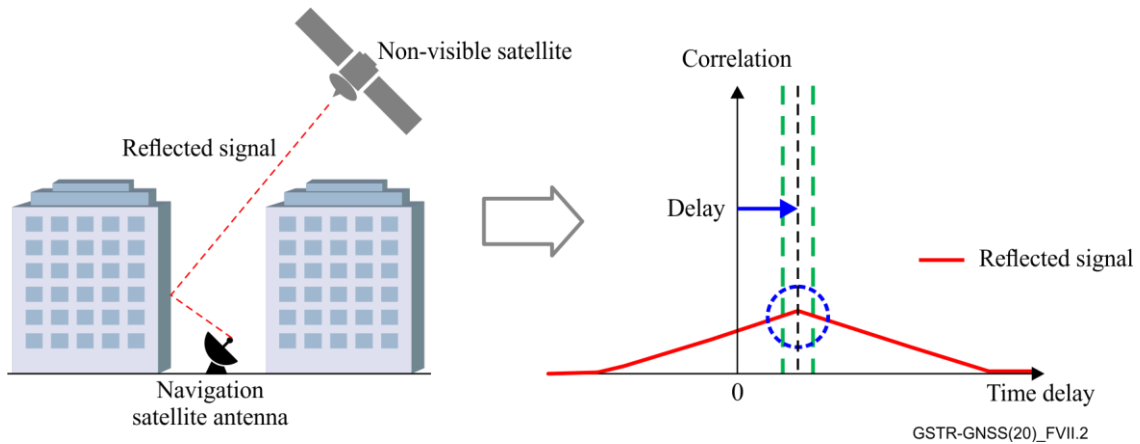 Non-visible satellite
Reflected signal
Navigation
satellite antenna
Correlation
Delay
Reflected signal
0
Time delay
GSTR-GNSS(20)_FVII.2